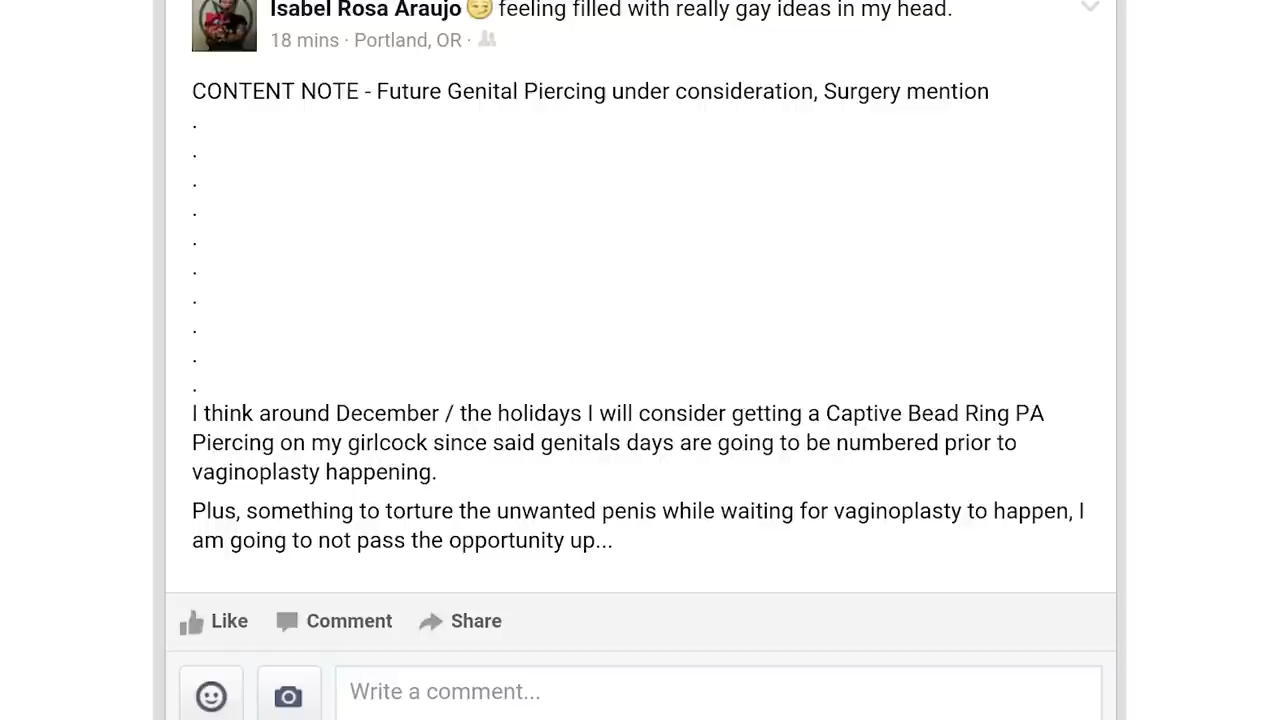 Isabel Rosa Araujo 😏 feeling filled with really gay ideas in my head.
18 mins · Portland, OR ·
CONTENT NOTE - Future Genital Piercing under consideration, Surgery mention
.
.
.
.
.
.
.
.
.
.
I think around December / the holidays I will consider getting a Captive Bead Ring PA
Piercing on my girlcock since said genitals days are going to be numbered prior to
vaginoplasty happening.
Plus, something to torture the unwanted penis while waiting for vaginoplasty to happen, I
am going to not pass the opportunity up...
Like Comment Share
Write a comment...